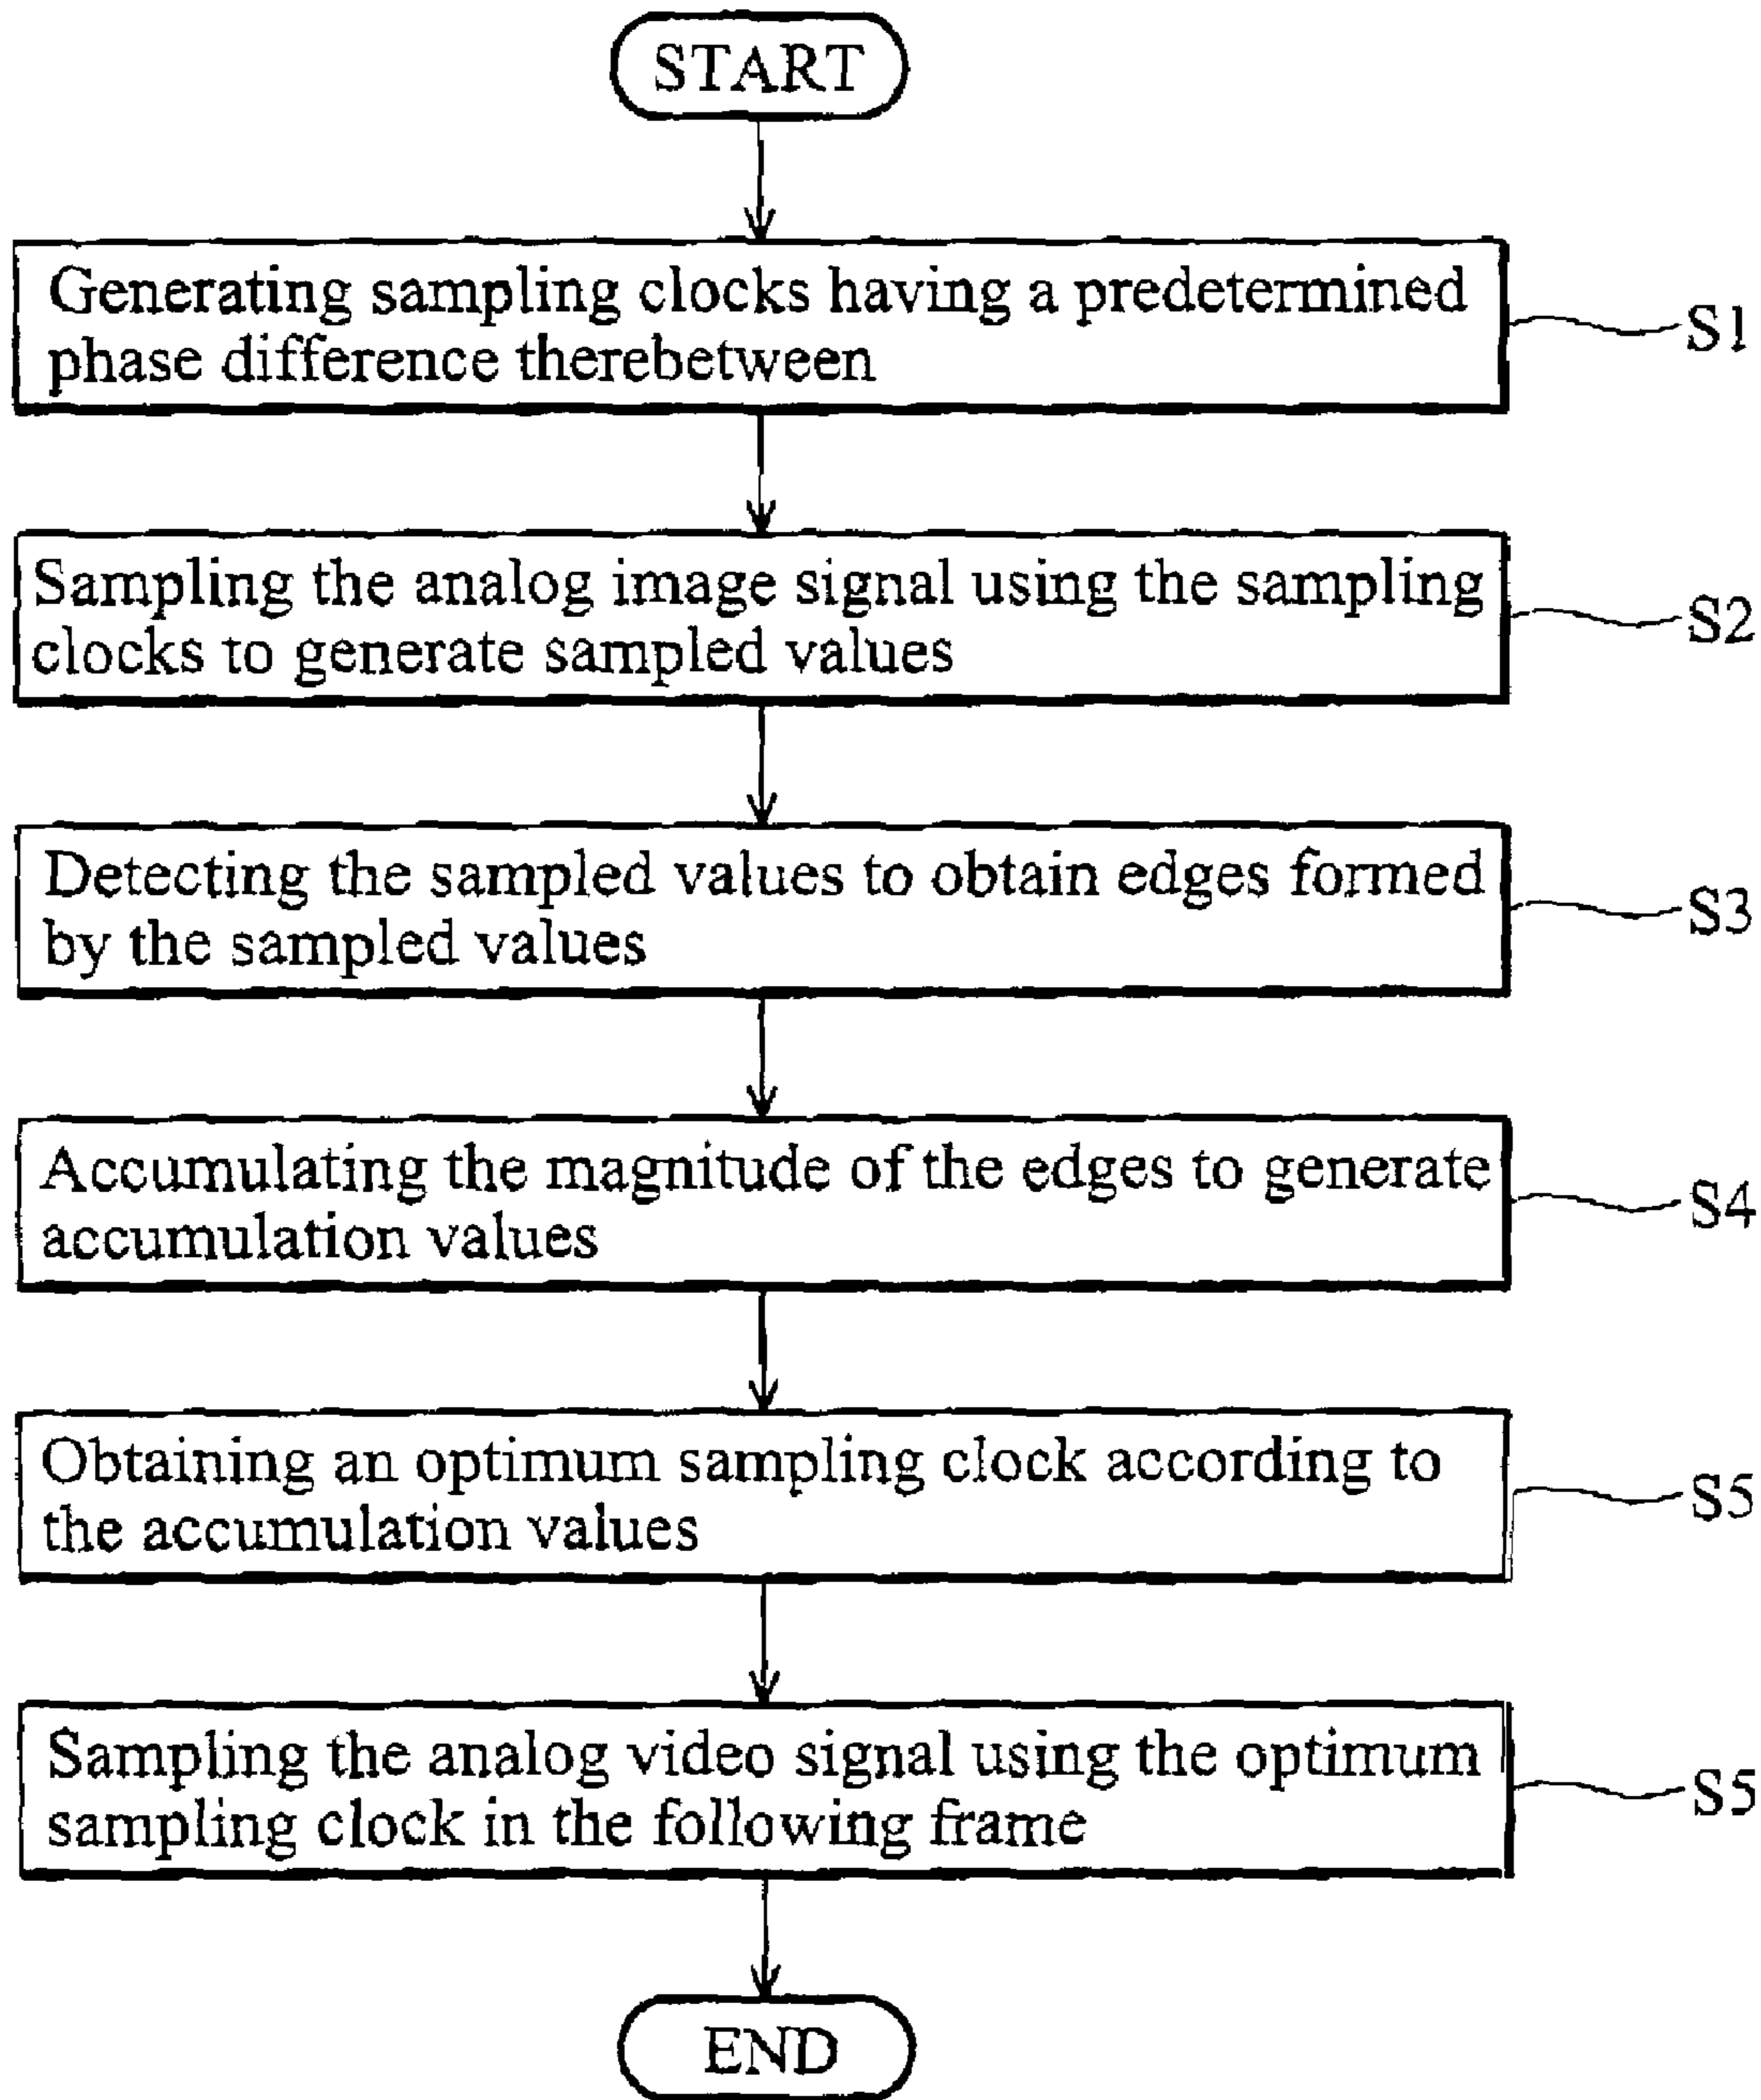 START
Generating sampling clocks having a predetermined
phase difference therebetween
S1
Sampling the analog image signal using the sampling
clocks to generate sampled values
S2
Detecting the sampled values to obtain edges formed
by the sampled values
S3
Accumulating the magnitude of the edges to generate
accumulation values
S4
Obtaining an optimum sampling clock according to
the accumulation values
S5
Sampling the analog video signal using the optimum
sampling clock in the following frame
S5
END